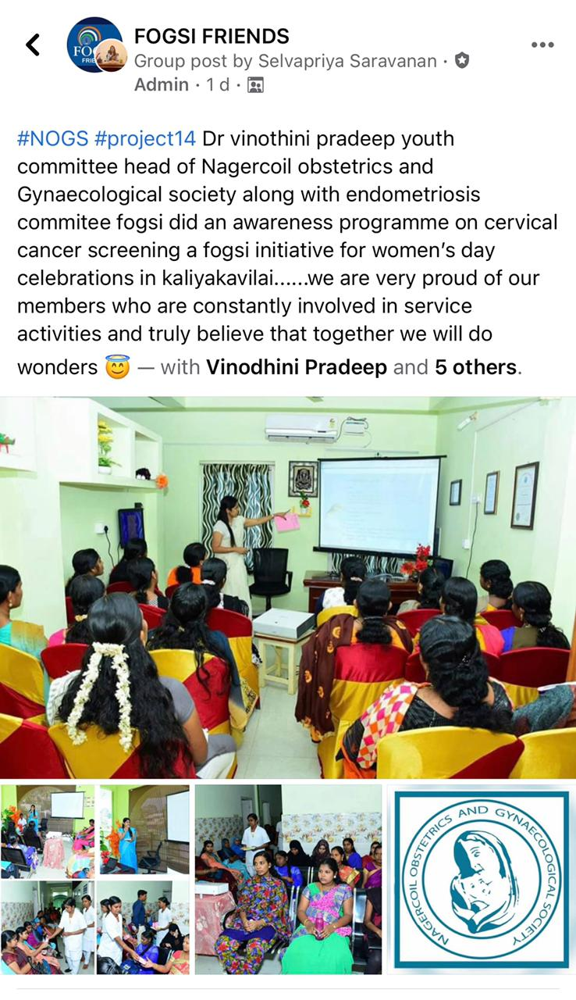 FOGSI FRIENDS
Group post by Selvapriya Saravanan ·
Admin · 1 d ·
#NOGS #project14 Dr vinothini pradeep youth
committee head of Nagercoil obstetrics and
Gynaecological society along with endometriosis
commitee fogsi did an awareness programme on cervical
cancer screening a fogsi initiative for women's day
celebrations in kaliyakavilai......we are very proud of our
members who are constantly involved in service
activities and truly believe that together we will do
wonders 😇 — with Vinodhini Pradeep and 5 others.
NAGERCOIL OBSTETRICS AND GYNAECOLOGICAL SOCIETY